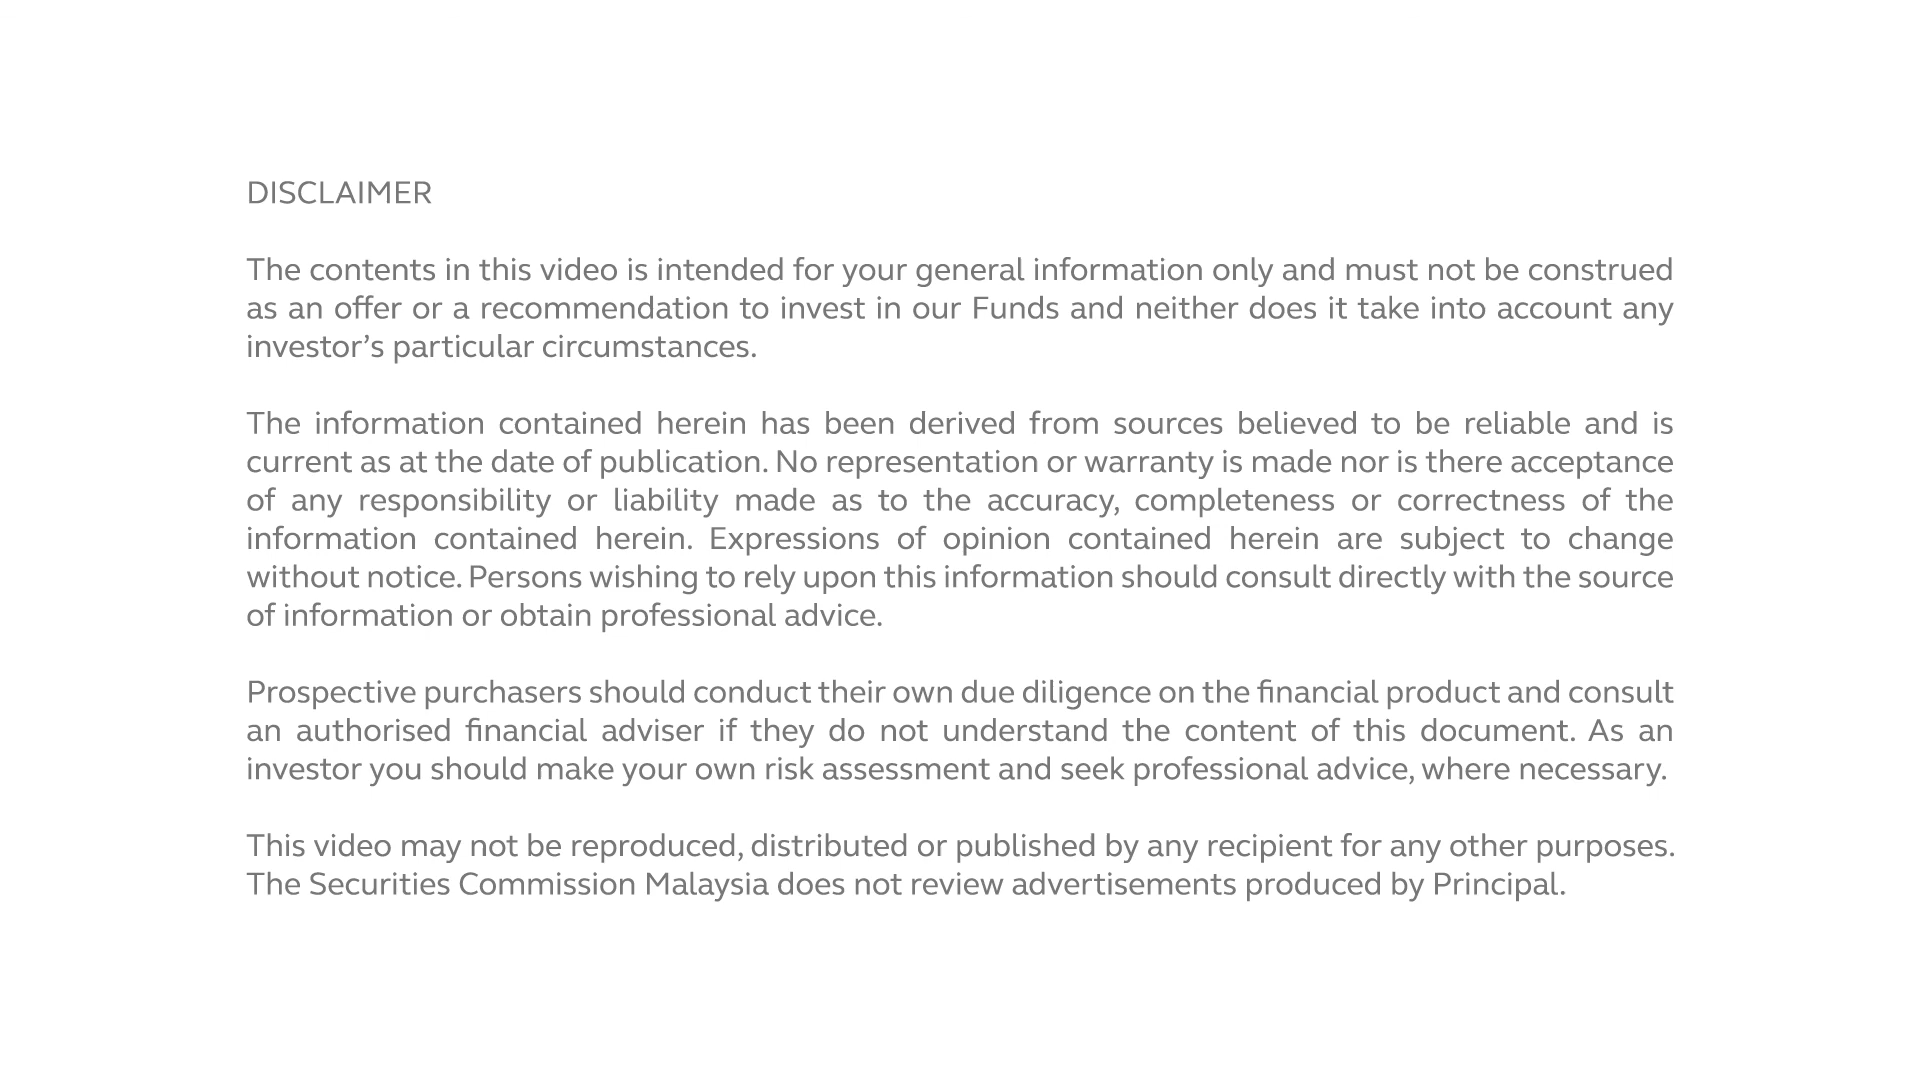 DISCLAIMER
The contents in this video is intended for your general information only and must not be construed
as an offer or a recommendation to invest in our Funds and neither does it take into account any
investor’s particular circumstances.
The information contained herein has been derived from sources believed to be reliable and is
current as at the date of publication. No representation or warranty is made nor is there acceptance
of any responsibility or liability made as to the accuracy, completeness or correctness of the
information contained herein. Expressions of opinion contained herein are subject to change
without notice. Persons wishing to rely upon this information should consult directly with the source
of information or obtain professional advice.
Prospective purchasers should conduct their own due diligence on the financial product and consult
an authorised financial adviser if they do not understand the content of this document. As an
investor you should make your own risk assessment and seek professional advice, where necessary.
This video may not be reproduced, distributed or published by any recipient for any other purposes.
The Securities Commission Malaysia does not review advertisements produced by Principal.